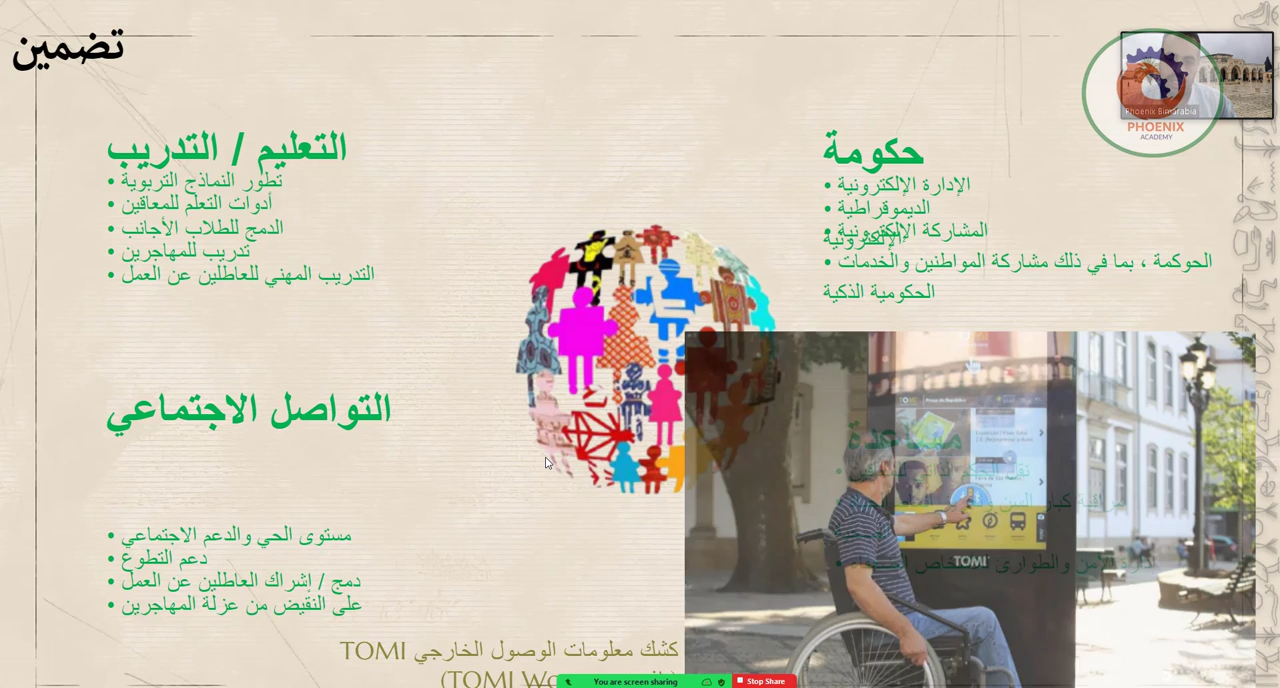 تضمين
Phoenix Bimarabia
PHOENIX
ACADEMY
حكومة
• الإدارة الإلكترونية
• الديموقراطية
الإلكترونية
• المشاركة الإلكترونية
• الحوكمة ، بما في ذلك مشاركة المواطنين والخدمات
الحكومية الذكية
التعليم / التدريب
• تطور النماذج التربوية
• أدوات التعلم للمعاقين
• الدمج للطلاب الأجانب
• تدريب للمهاجرين
• التدريب المهني للعاطلين عن العمل
مساعدة
التواصل الاجتماعي
• مستوى الحي والدعم الاجتماعي
• دعم التطوع
• دمج / إشراك العاطلين عن العمل
• على النقيض من عزلة المهاجرين
TOMI
كشك معلومات الوصول الخارجي TOMI
You are screen sharing
Stop Share